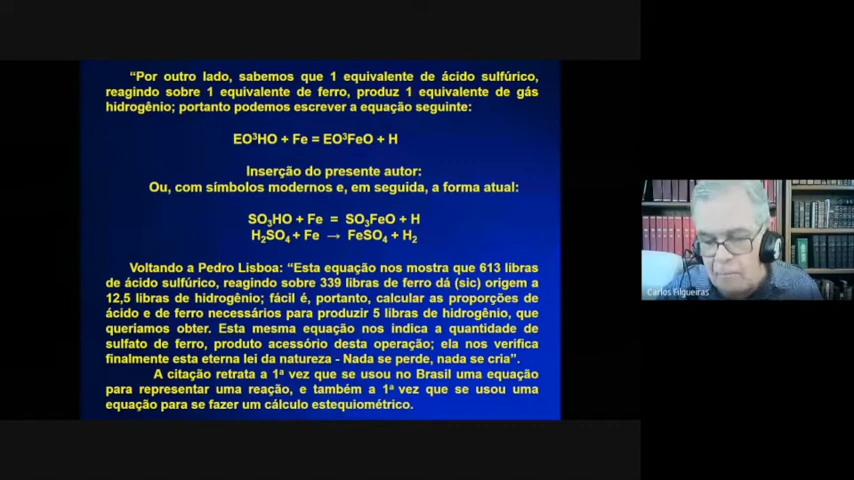 “Por outro lado, sabemos que 1 equivalente de ácido sulfúrico,
reagindo sobre 1 equivalente de ferro, produz 1 equivalente de gás
hidrogênio; portanto podemos escrever a equação seguinte:
EO³HO + Fe = EO³FeO + H
Inserção do presente autor:
Ou, com símbolos modernos e, em seguida, a forma atual:
SO₃HO + Fe = SO₃FeO + H
H₂SO₄ + Fe → FeSO₄ + H₂
Voltando a Pedro Lisboa: “Esta equação nos mostra que 613 libras
de ácido sulfúrico, reagindo sobre 339 libras de ferro dá (sic) origem a
12,5 libras de hidrogênio; fácil é, portanto, calcular as proporções de
ácido e de ferro necessários para produzir 5 libras de hidrogênio, que
queríamos obter. Esta mesma equação nos indica a quantidade de
sulfato de ferro, produto acessório desta operação; ela nos verifica
finalmente esta eterna lei da natureza - Nada se perde, nada se cria”.
A citação retrata a 1ª vez que se usou no Brasil uma equação
para representar uma reação, e também a 1ª vez que se usou uma
equação para se fazer um cálculo estequiométrico.
Carlos Filgueiras